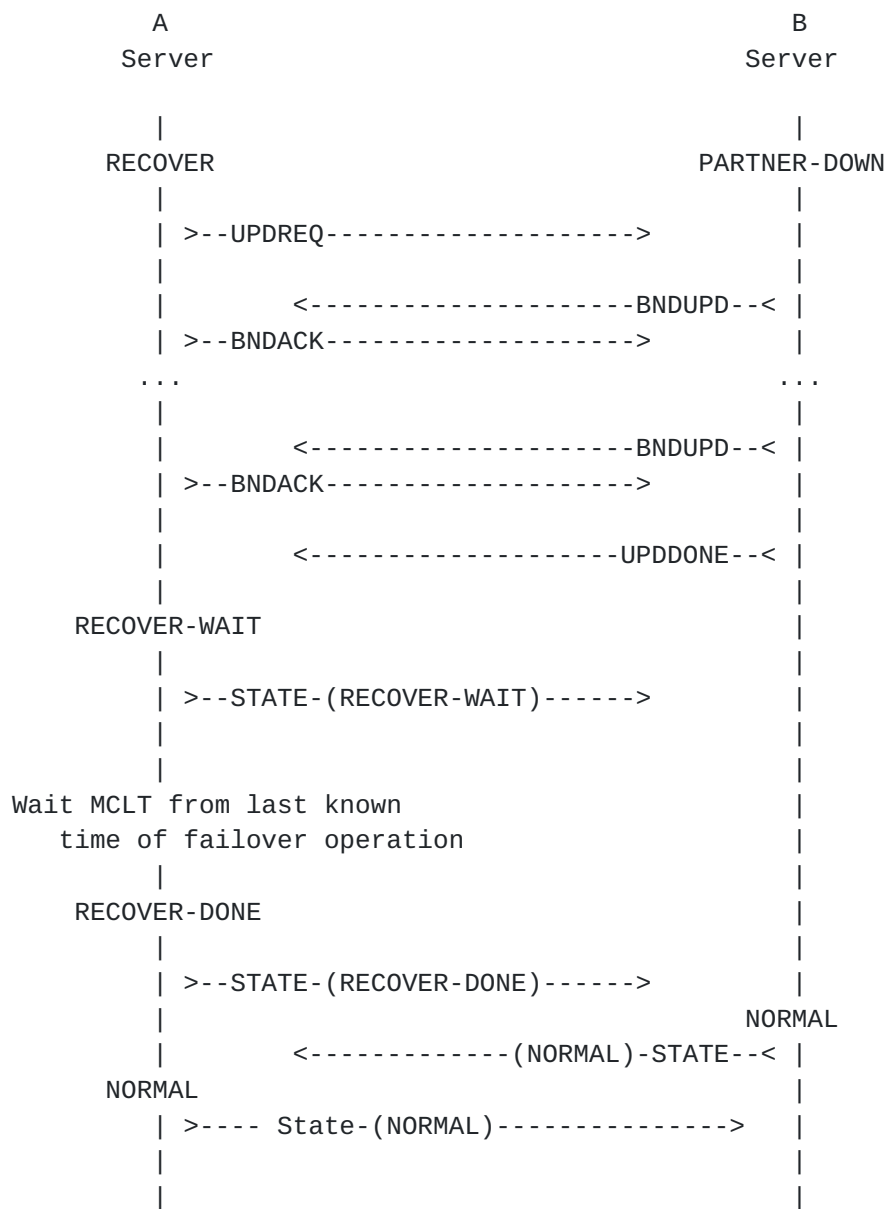 A                                         B
Server                                  Server
|                                         |
RECOVER                               PARTNER-DOWN
|                                         |
| >--UPDREQ-------------------->         |
|                                         |
|        <---------------------BNDUPD--< |
| >--BNDACK-------------------->         |
...                                       ...
|                                         |
|        <---------------------BNDUPD--< |
| >--BNDACK-------------------->         |
|                                         |
|        <--------------------UPDDONE--< |
|                                         |
RECOVER-WAIT                              |
|                                         |
| >--STATE-(RECOVER-WAIT)------>         |
|                                         |
|                                         |
Wait MCLT from last known                 |
time of failover operation                |
|                                         |
RECOVER-DONE                              |
|                                         |
| >--STATE-(RECOVER-DONE)------>         |
|                                      NORMAL
|        <-------------(NORMAL)-STATE--< |
NORMAL                                    |
| >---- State-(NORMAL)--------------->   |
|                                         |
|                                         |